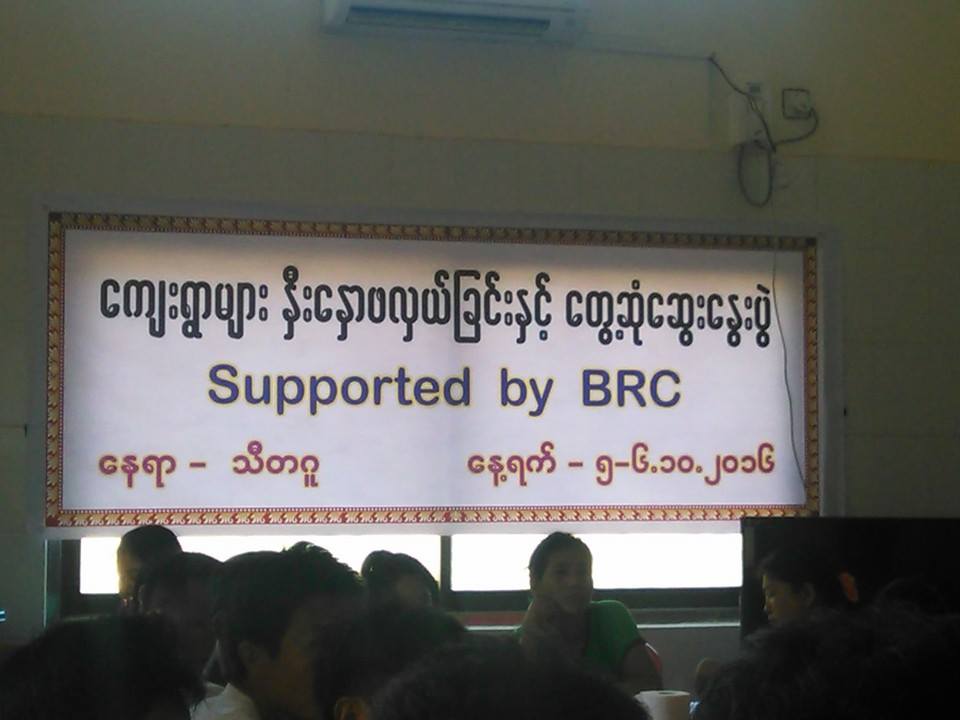 ကျေးရွာများ နှီးနှောဖလှယ်ခြင်းနှင့် တွေ့ဆုံဆွေးနွေးပွဲ
Supported by BRC
နေရာ - သီတဂူ နေ့ရက် - ၅-၆.၁၀.၂၀၁၆